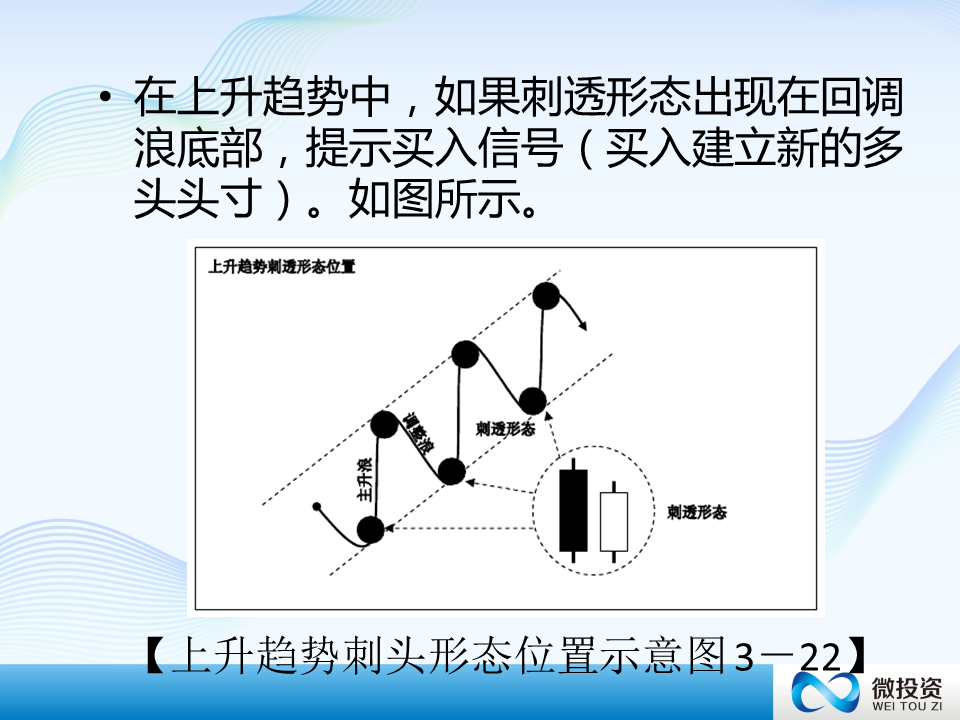 • 在上升趋势中，如果刺透形态出现在回调
浪底部，提示买入信号（买入建立新的多
头头寸）。如图所示。
上升趋势刺透形态位置
调整浪
刺透形态
主升浪
刺透形态
【上升趋势刺头形态位置示意图3－22】
微投资
WEI TOU ZI